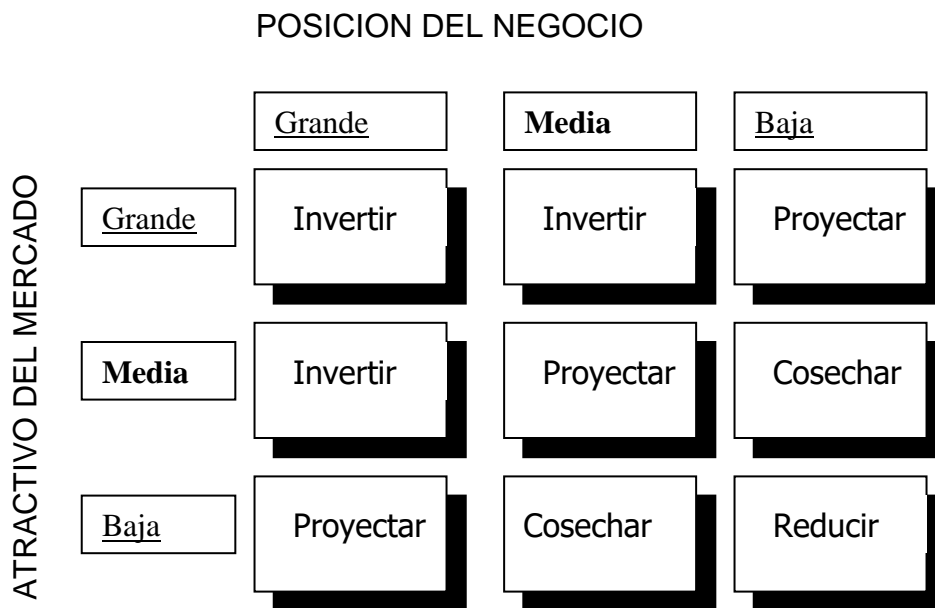 POSICION DEL NEGOCIO
Grande Media Baja
ATRACTIVO DEL MERCADO
Grande Invertir Invertir Proyectar
Media Invertir Proyectar Cosechar
Baja Proyectar Cosechar Reducir